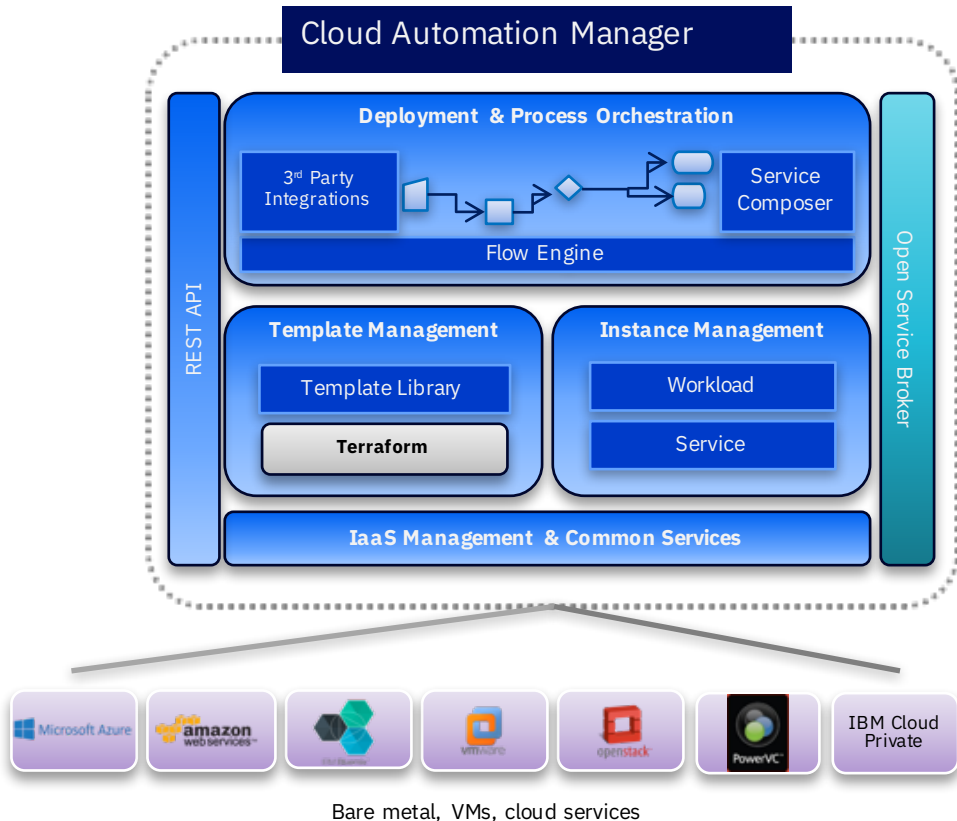 Cloud Automation Manager
Deployment & Process Orchestration
3rd Party
Integrations
Service
Composer
Flow Engine
REST API
Open Service Broker
Template Management
Template Library
Terraform
Instance Management
Workload
Service
IaaS Management & Common Services
Microsoft Azure
amazon
web services™
vmware
openstack
PowerVC™
IBM Cloud
Private
Bare metal, VMs, cloud services